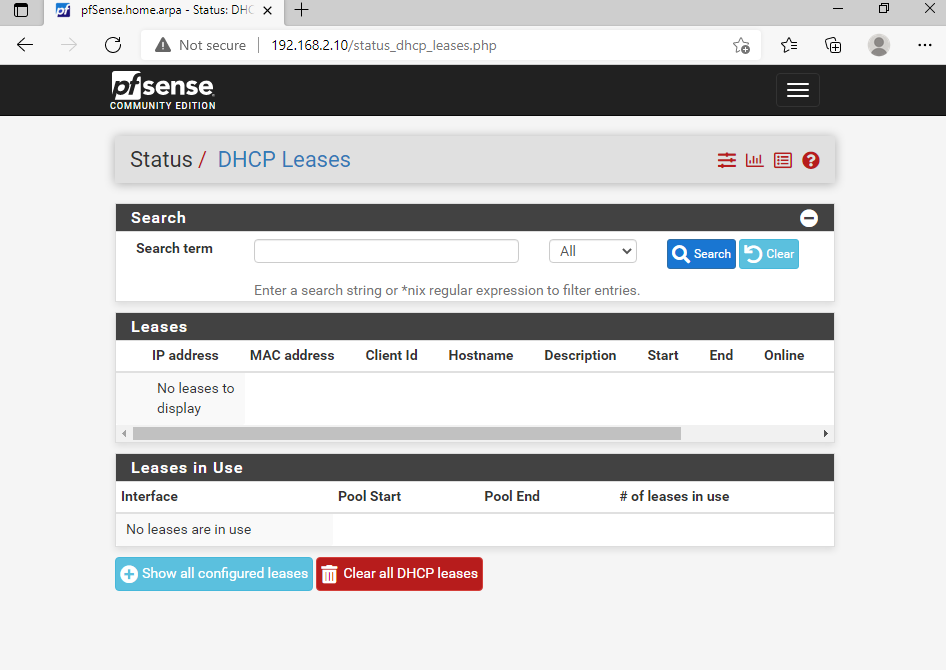 pfSense.home.arpa - Status: DHC
Not secure
192.168.2.10/status_dhcp_leases.php
pfsense
COMMUNITY EDITION
Status / DHCP Leases
Search
Search term
All
Search
Clear
Enter a search string or *nix regular expression to filter entries.
Leases
IP address MAC address Client Id Hostname Description Start End Online
No leases to
display
Leases in Use
Interface Pool Start Pool End # of leases in use
No leases are in use
Show all configured leases
Clear all DHCP leases